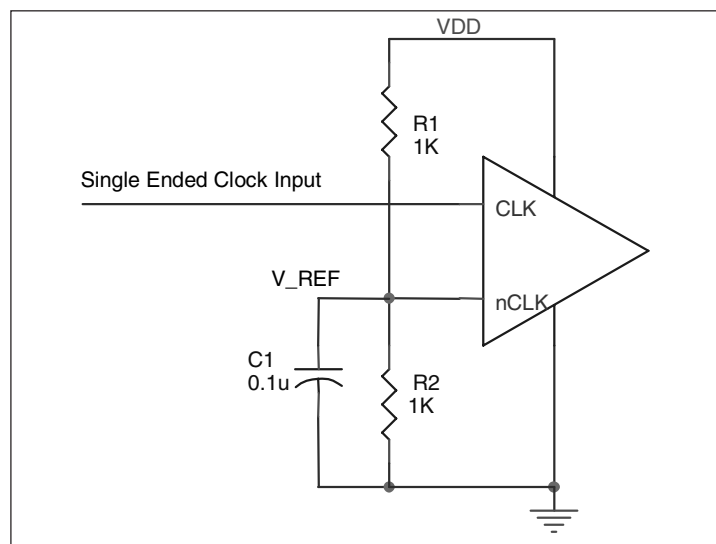 VDD
R1
1K
Single Ended Clock Input
CLK
V_REF
nCLK
C1
0.1u
R2
1K